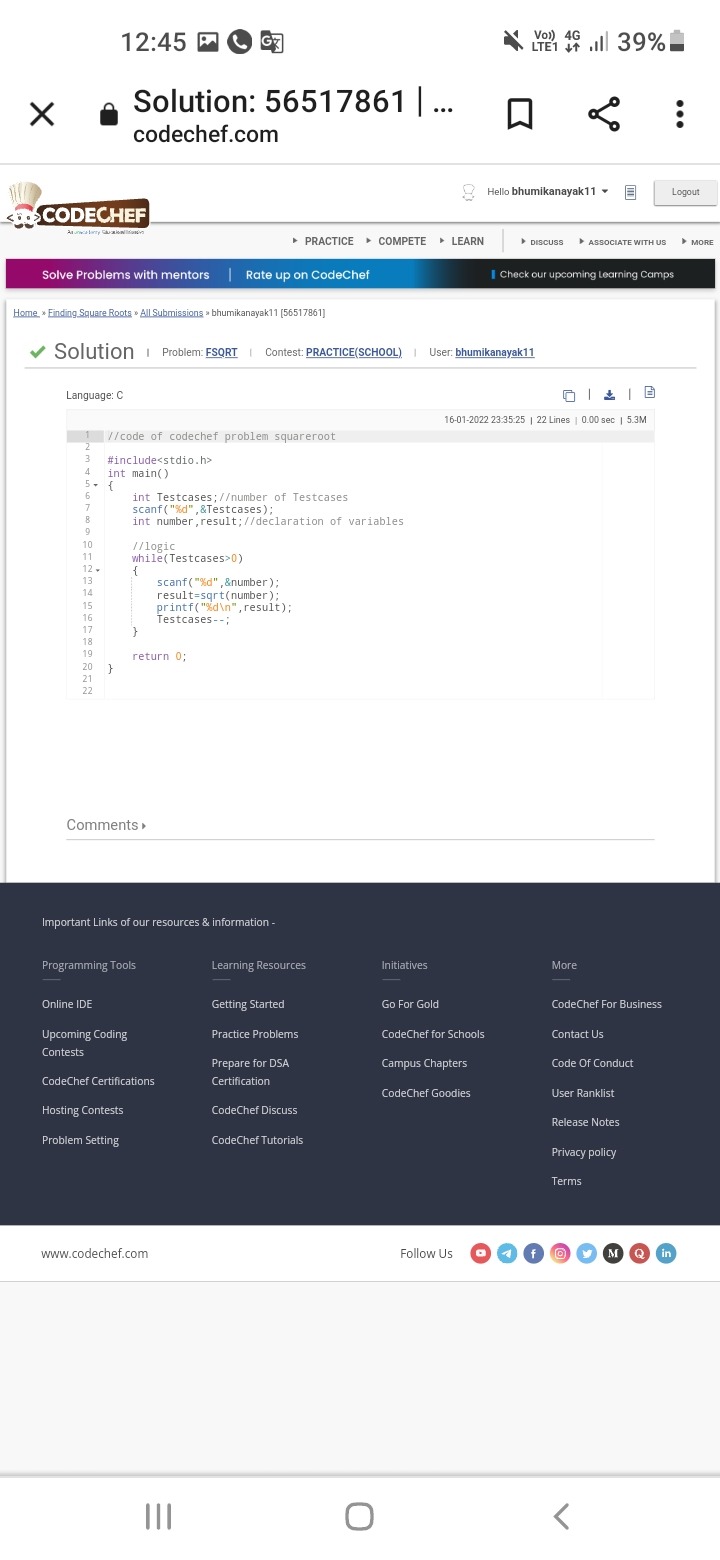 12:45 Vo)) LTE1 4G 39%
Solution: 56517861 | ...
codechef.com
CODECHEF
Hello bhumikanayak11
Logout
PRACTICE COMPETE LEARN DISCUSS ASSOCIATE WITH US MORE
Solve Problems with mentors | Rate up on CodeChef Check our upcoming Learning Camps
Home » Finding Square Roots » All Submissions » bhumikanayak11 [56517861]
Solution | Problem: FSQRT | Contest: PRACTICE(SCHOOL) | User: bhumikanayak11
Language: C
16-01-2022 23:35:25 | 22 Lines | 0.00 sec | 5.3M
1 //code of codechef problem squareroot
2
3 #include<stdio.h>
4 int main()
5 {
6 int Testcases;//number of Testcases
7 scanf("%d",&Testcases);
8 int number,result;//declaration of variables
9
10 //logic
11 while(Testcases>0)
12 {
13 scanf("%d",&number);
14 result=sqrt(number);
15 printf("%d\n",result);
16 Testcases--;
17 }
18
19 return 0;
20 }
21
22
Comments
Important Links of our resources & information -
Programming Tools
Online IDE
Upcoming Coding
Contests
CodeChef Certifications
Hosting Contests
Problem Setting
Learning Resources
Getting Started
Practice Problems
Prepare for DSA
Certification
CodeChef Discuss
CodeChef Tutorials
Initiatives
Go For Gold
CodeChef for Schools
Campus Chapters
CodeChef Goodies
More
CodeChef For Business
Contact Us
Code Of Conduct
User Ranklist
Release Notes
Privacy policy
Terms
www.codechef.com
Follow Us